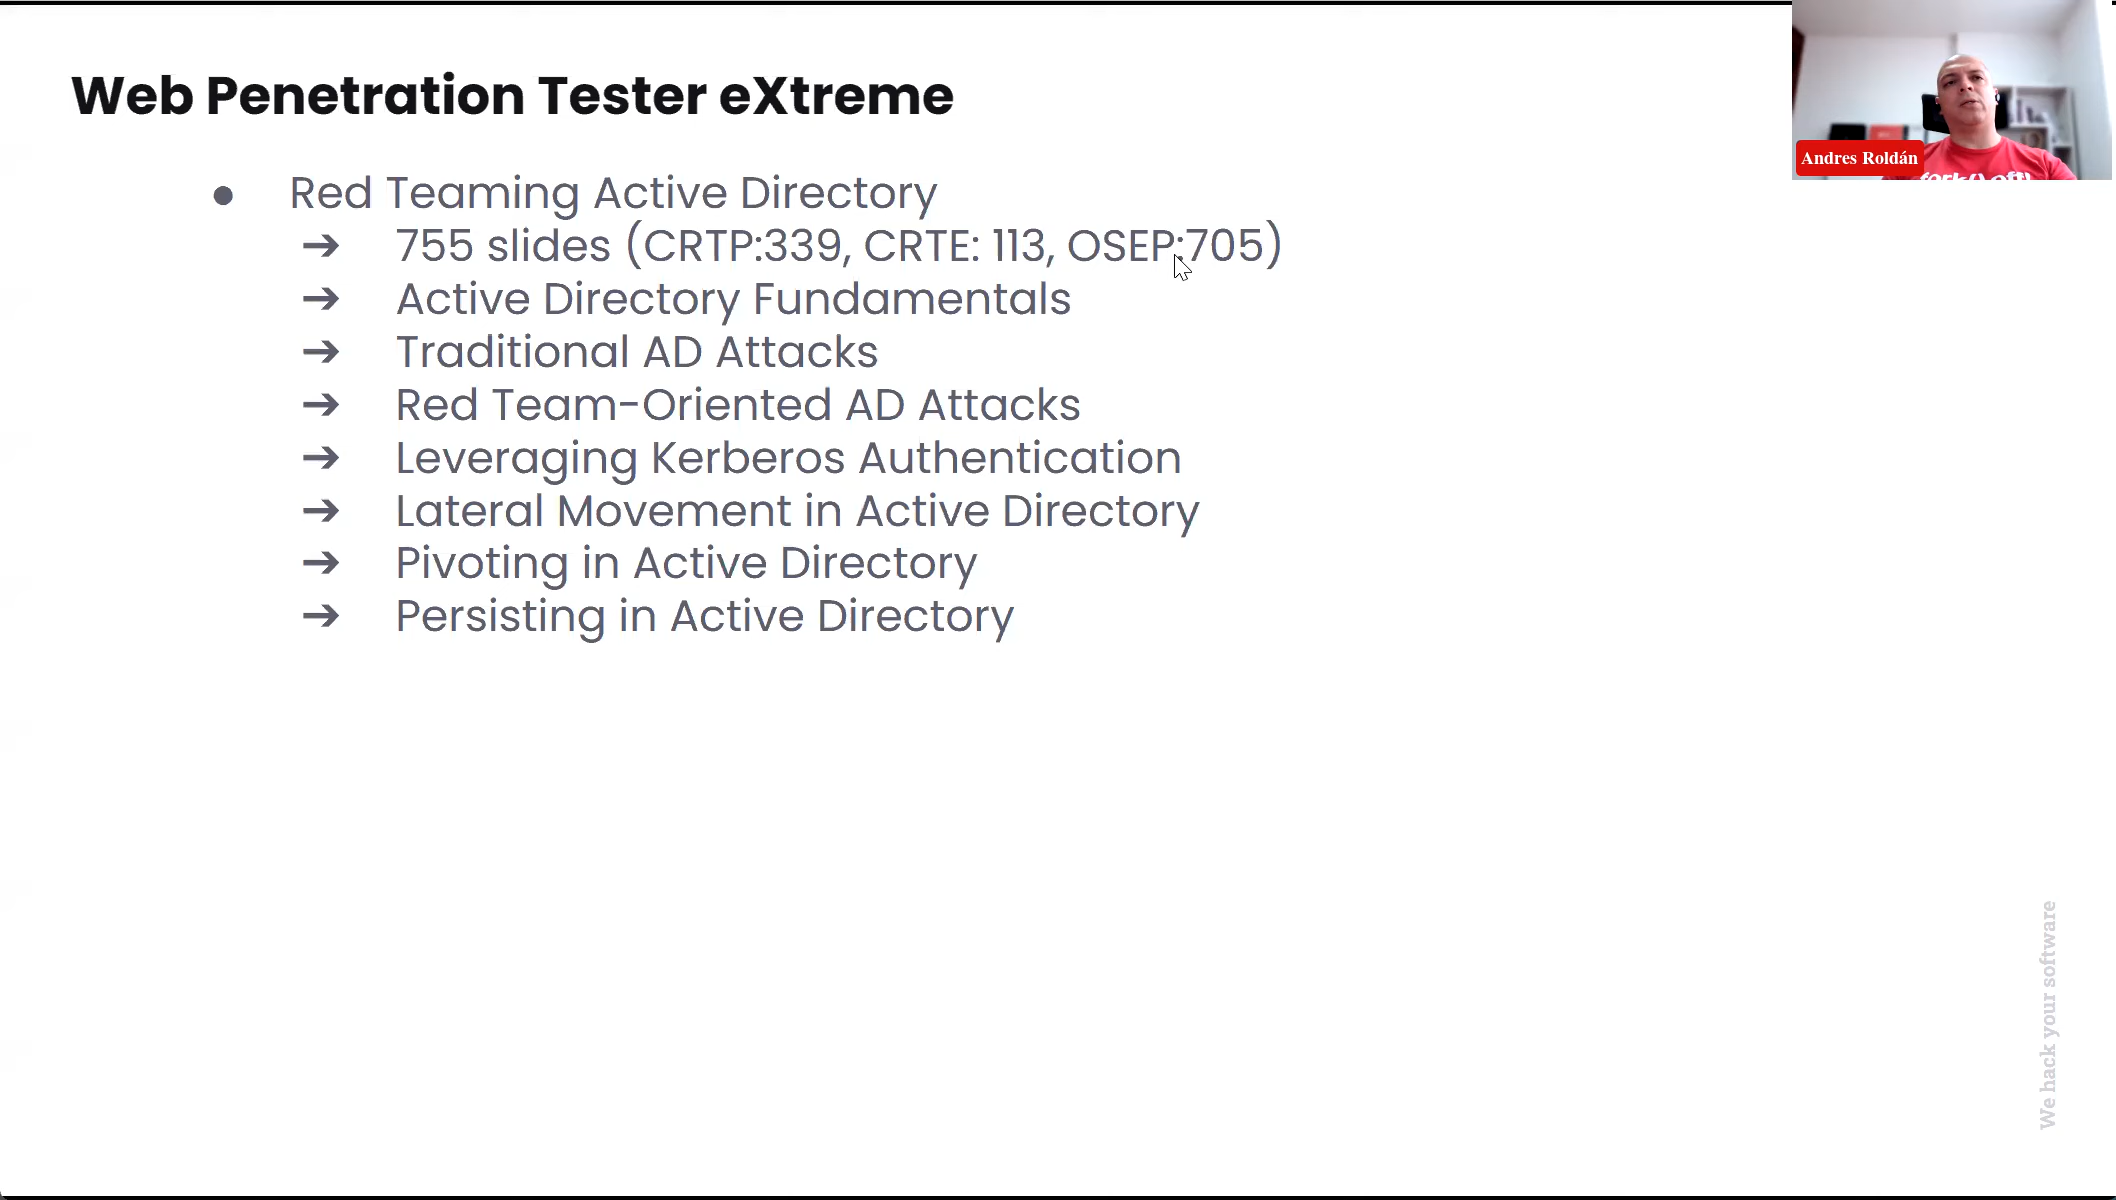 Web Penetration Tester eXtreme
Andres Roldán
● Red Teaming Active Directory
➔ 755 slides (CRTP:339, CRTE: 113, OSEP:705)
➔ Active Directory Fundamentals
➔ Traditional AD Attacks
➔ Red Team-Oriented AD Attacks
➔ Leveraging Kerberos Authentication
➔ Lateral Movement in Active Directory
➔ Pivoting in Active Directory
➔ Persisting in Active Directory
We hack your software